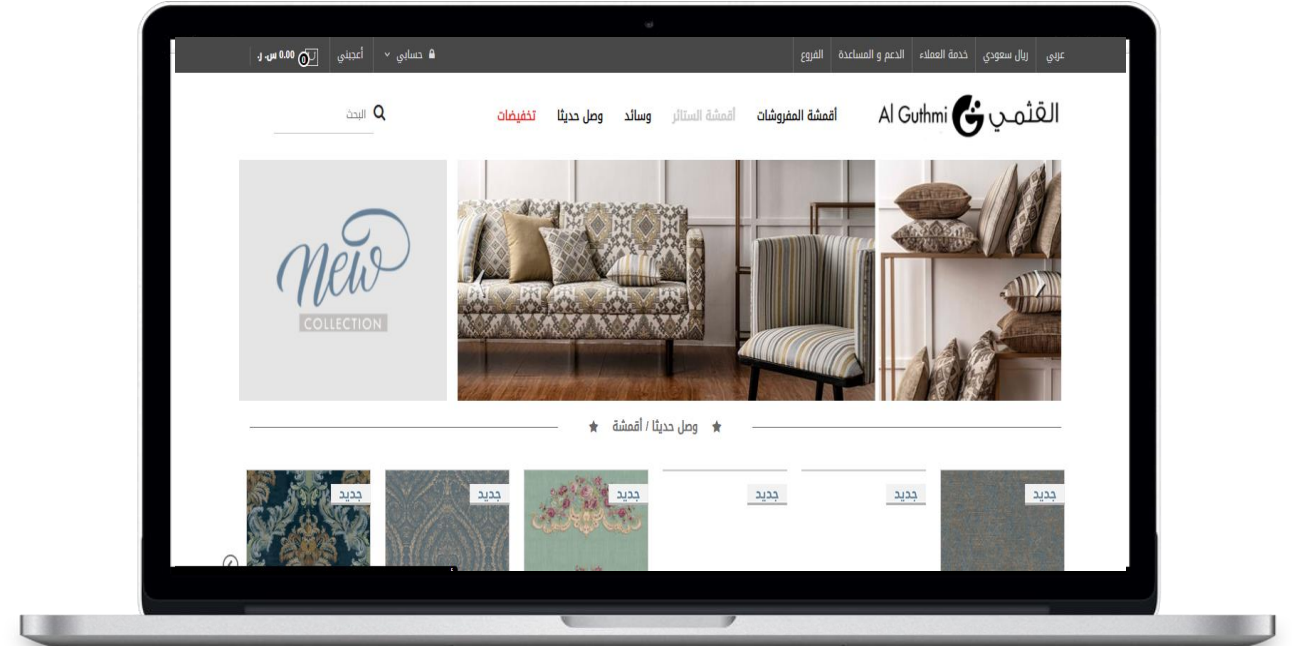 عربي ريال سعودي خدمة العملاء الدعم و المساعدة الفروع حسابي أعجبني 0 0.00 س. ر.
القثمي Al Guthmi أقمشة المفروشات أقمشة الستائر وسائد وصل حديثا تخفيضات البحث
new
COLLECTION
وصل حديثا / أقمشة
جديد جديد جديد جديد جديد جديد